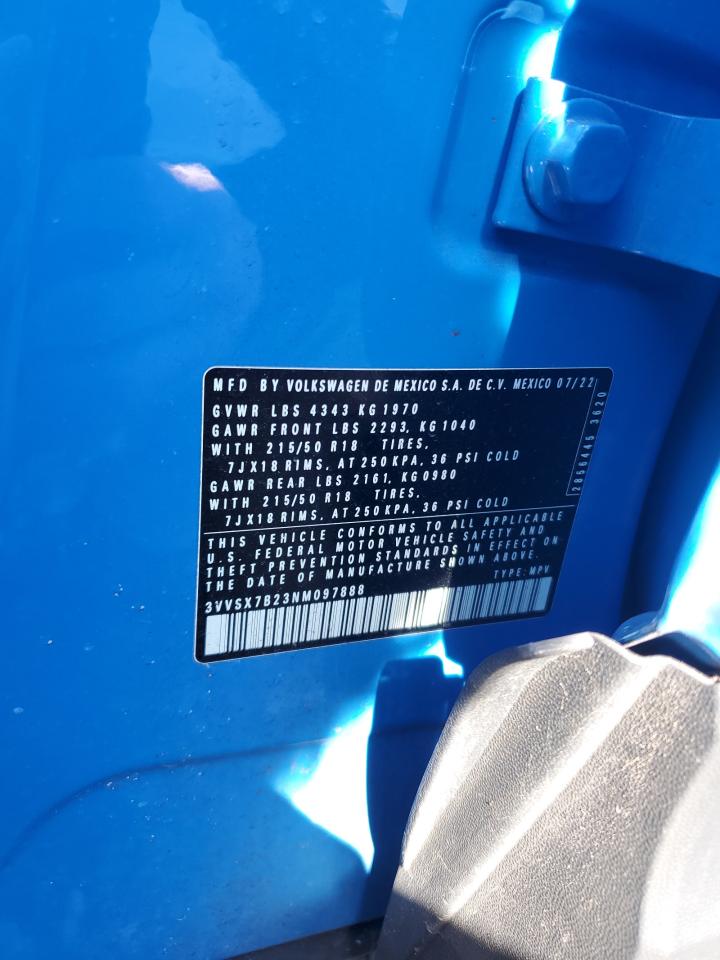 MFD BY VOLKSWAGEN DE MEXICO S.A. DE C.V. MEXICO 07/22
GVWR LBS 4343 KG 1970
GAWR FRONT LBS 2293, KG 1040
WITH 215/50 R18 TIRES,
7JX18 RIMS, AT 250 KPA, 36 PSI COLD
GAWR REAR LBS 2161, KG 0980
WITH 215/50 R18 TIRES,
7JX18 RIMS, AT 250 KPA, 36 PSI COLD
2856445 3620
THIS VEHICLE CONFORMS TO ALL APPLICABLE
U.S. FEDERAL MOTOR VEHICLE SAFETY AND
THEFT PREVENTION STANDARDS IN EFFECT ON
THE DATE OF MANUFACTURE SHOWN ABOVE.
TYPE: MPV
3VVSX7B23NM097888